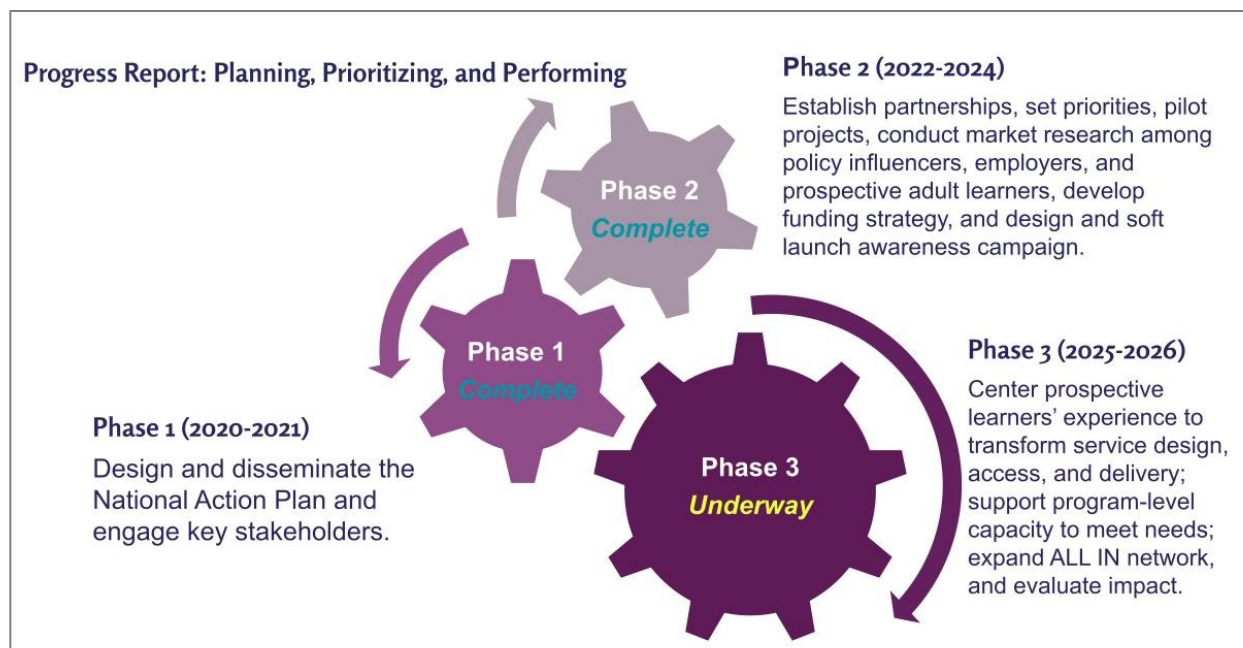 Progress Report: Planning, Prioritizing, and Performing
Phase 2 (2022-2024)
Establish partnerships, set priorities, pilot
projects, conduct market research among
policy influencers, employers, and
prospective adult learners, develop
funding strategy, and design and soft
launch awareness campaign.
Phase 2
Complete
Phase 1
Complete
Phase 1 (2020-2021)
Design and disseminate the
National Action Plan and
engage key stakeholders.
Phase 3
Underway
Phase 3 (2025-2026)
Center prospective
learners’ experience to
transform service design,
access, and delivery;
support program-level
capacity to meet needs;
expand ALL IN network,
and evaluate impact.